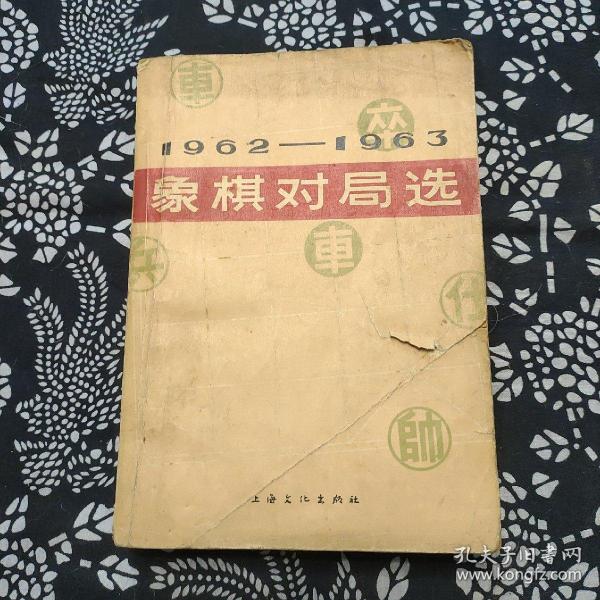 車
卒
1962—1963
象棋对局选
兵
車
仕
帥
上海文化出版社
孔夫子旧书网
www.kongfz.com